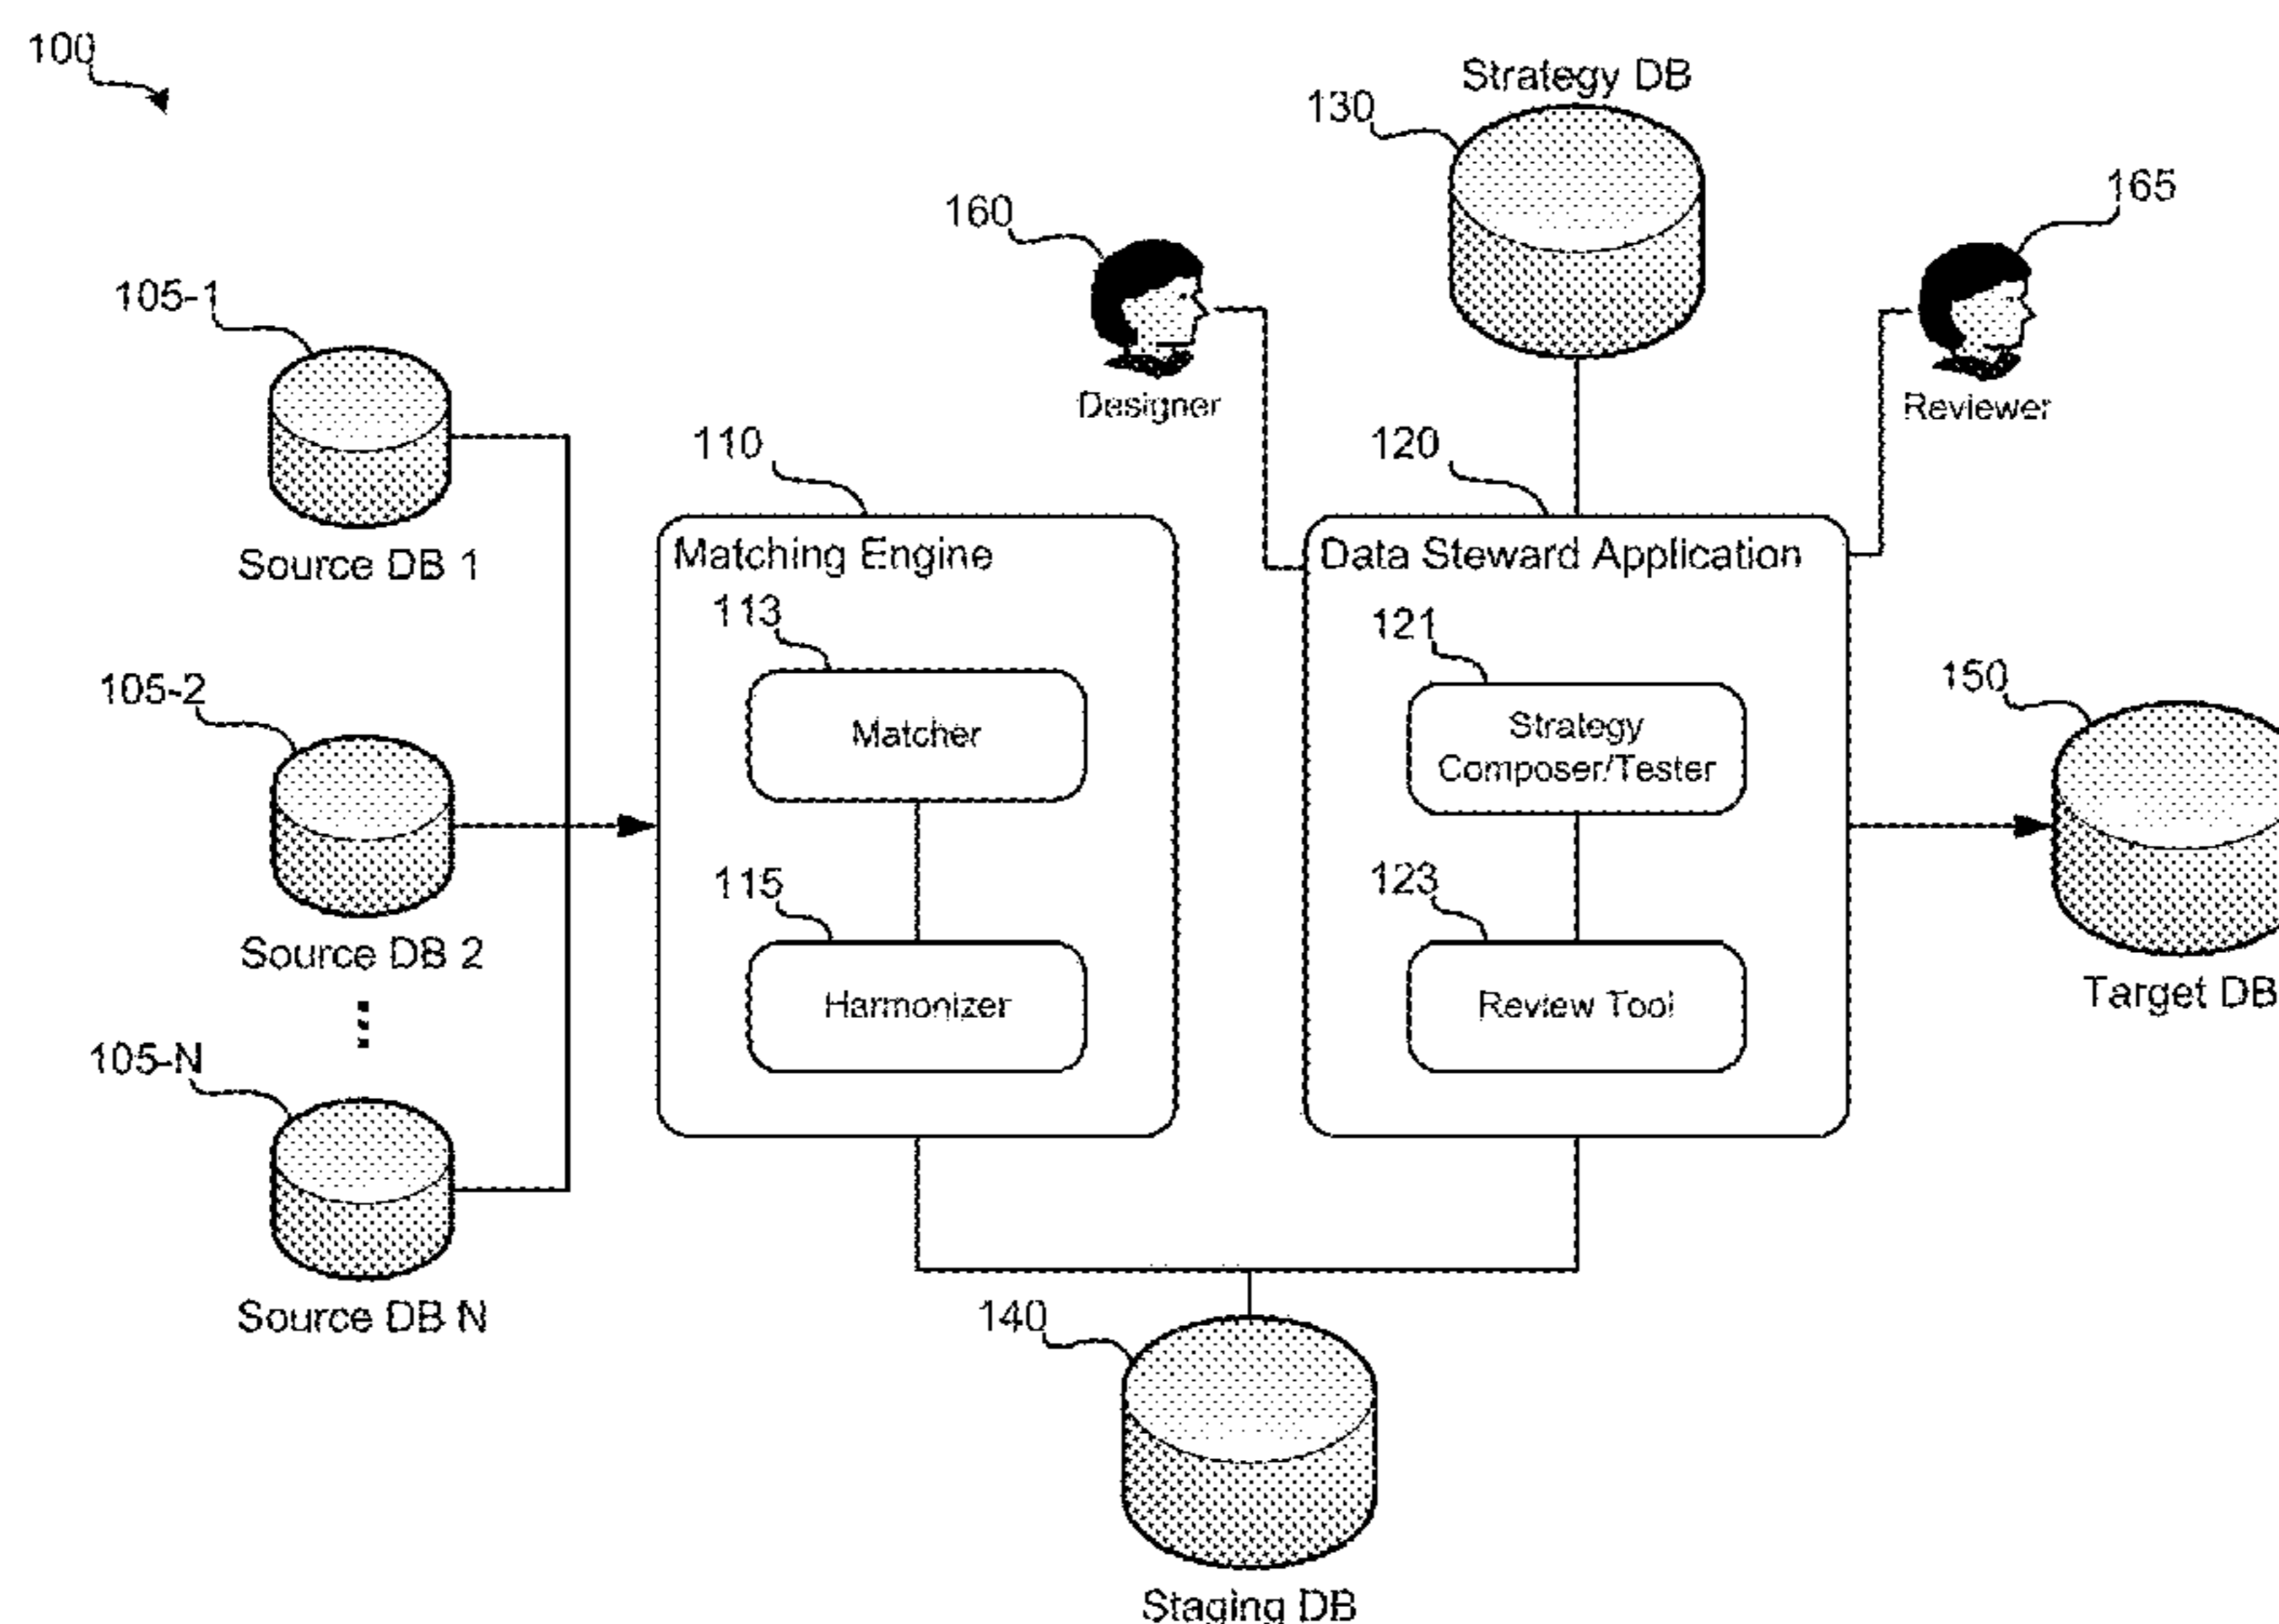 100
Strategy DB
130
160
165
105-1
Designer
Reviewer
110
120
Source DB 1
Matching Engine
Data Steward Application
113
121
105-2
150
Matcher
Strategy
Composer/Tester
115
123
Source DB 2
Harmonizer
Review Tool
Target DB
105-N
Source DB N
140
Staging DB